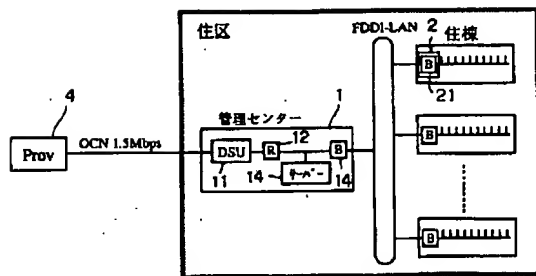 住区
FDDI-LAN
2
住棟
B
21
4
管理センター
1
12
Prov
OCN 1.5Mbps
DSU
R
B
11
14
サーバー
14
B
B